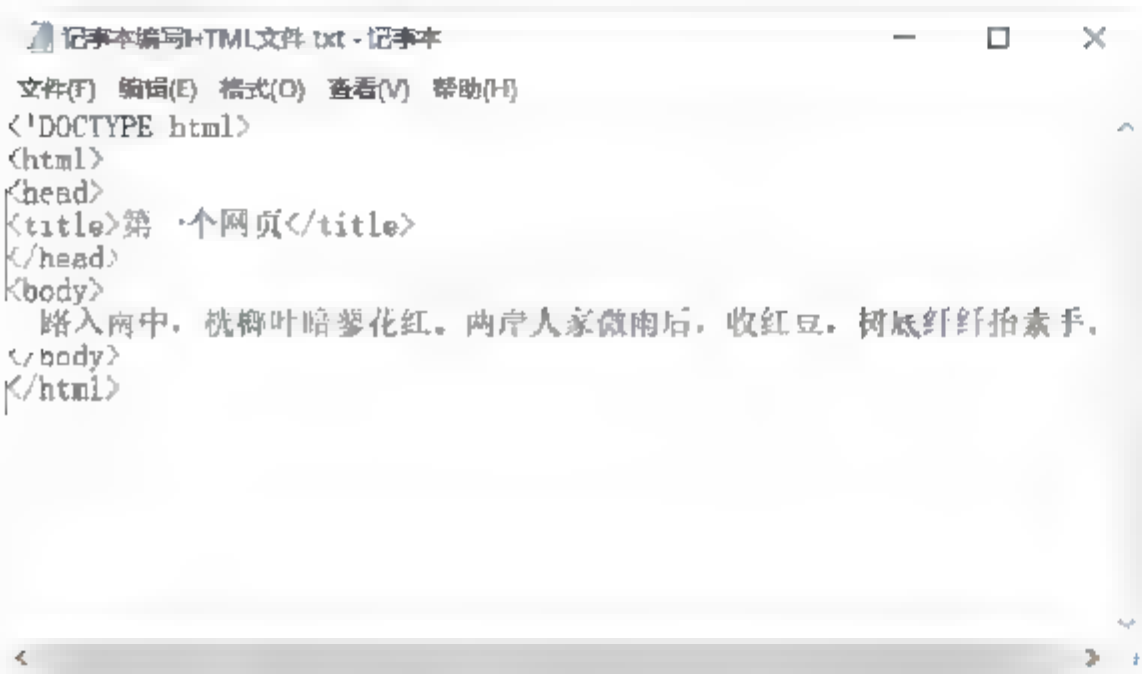 记事本编写HTML文件.txt - 记事本
文件(F) 编辑(E) 格式(O) 查看(V) 帮助(H)
<!DOCTYPE html>
<html>
<head>
<title>第一个网页</title>
</head>
<body>
路入南中，桄榔叶暗蓼花红。两岸人家微雨后，收红豆，树底纤纤抬素手。
</body>
</html>